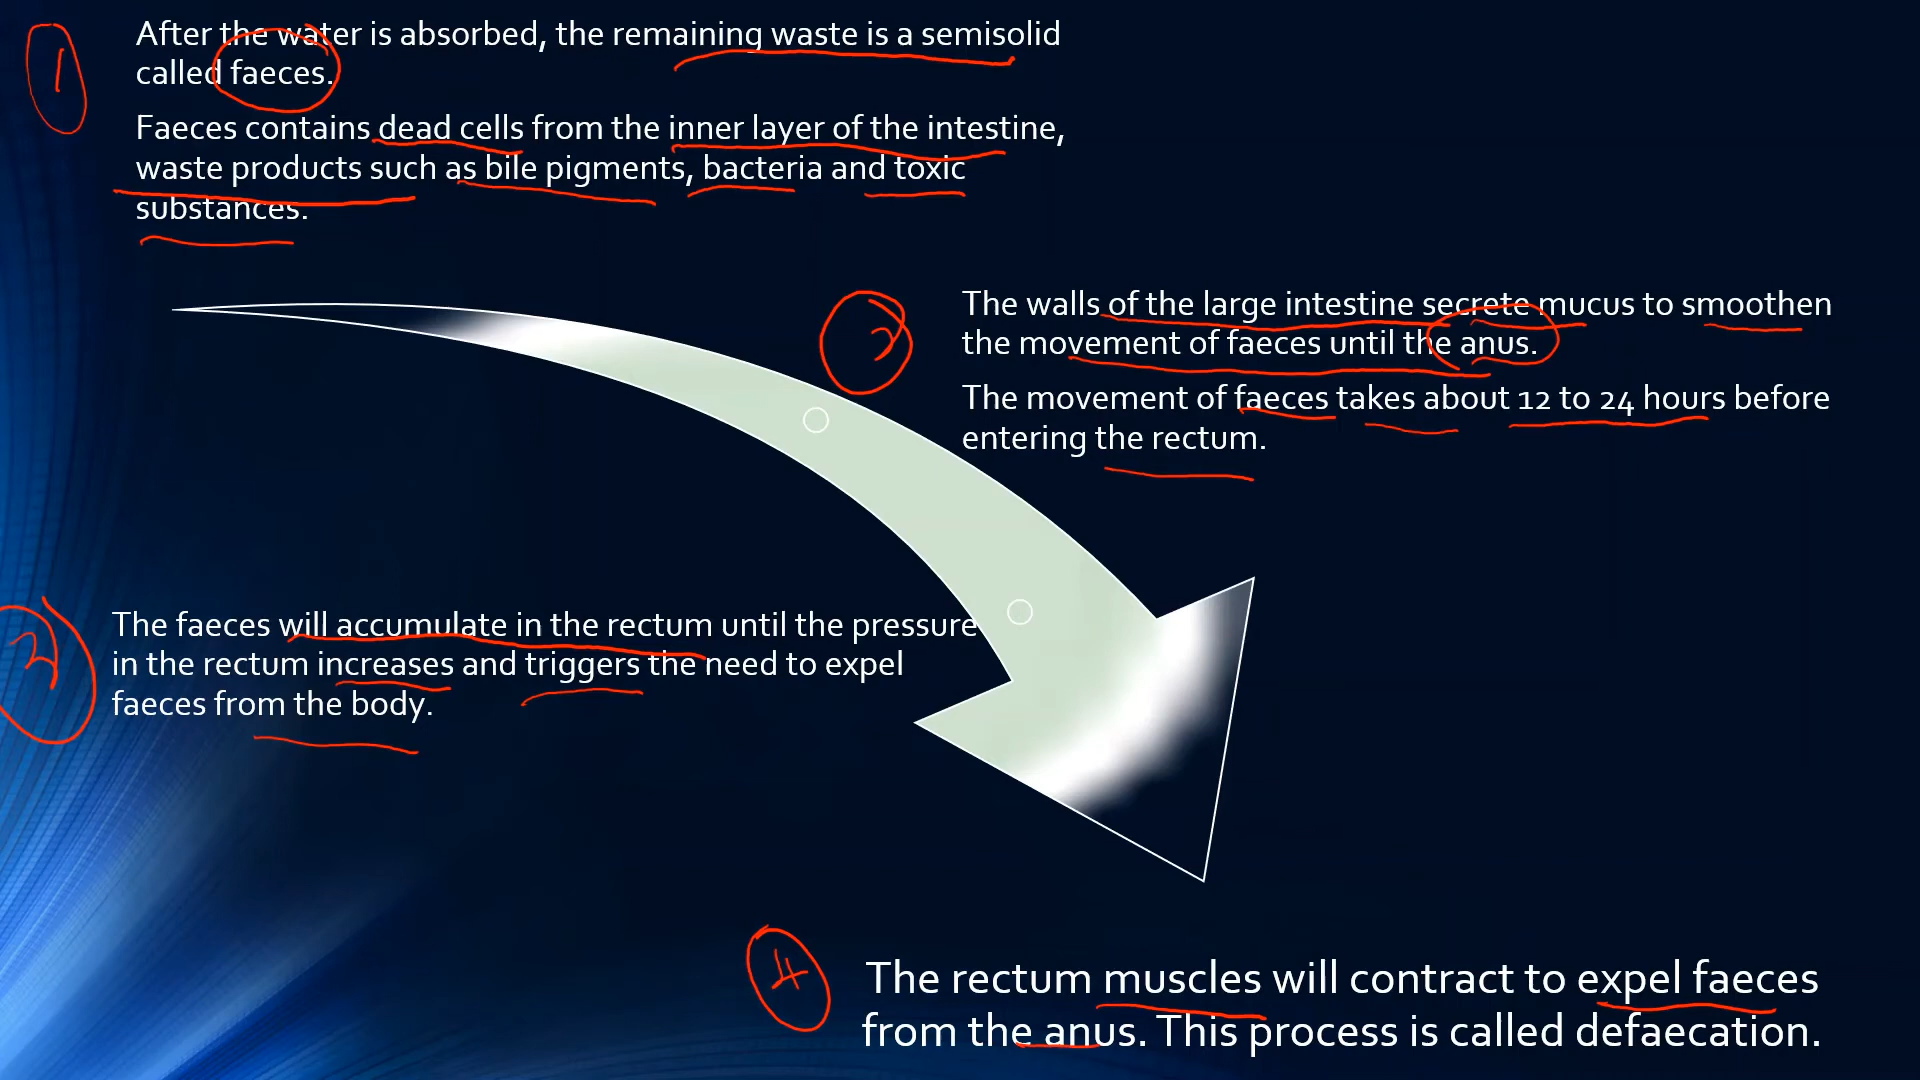 1
After the water is absorbed, the remaining waste is a semisolid
called faeces.
Faeces contains dead cells from the inner layer of the intestine,
waste products such as bile pigments, bacteria and toxic
substances.
The walls of the large intestine secrete mucus to smoothen
the movement of faeces until the anus.
The movement of faeces takes about 12 to 24 hours before
entering the rectum.
The faeces will accumulate in the rectum until the pressure
in the rectum increases and triggers the need to expel
faeces from the body.
4
The rectum muscles will contract to expel faeces
from the anus. This process is called defaecation.